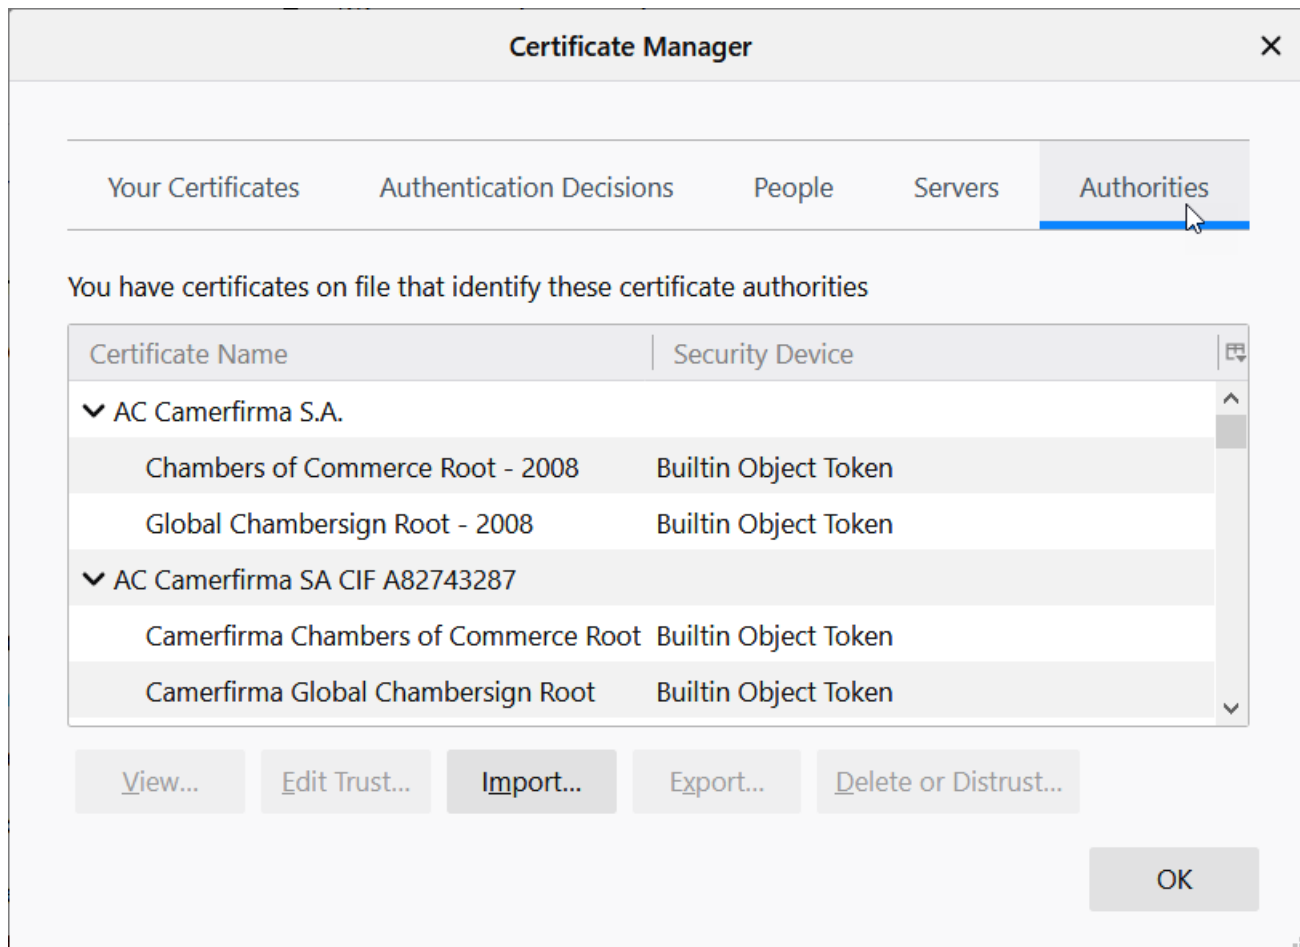 Certificate Manager
Your Certificates Authentication Decisions People Servers Authorities
You have certificates on file that identify these certificate authorities
Certificate Name Security Device
AC Camerfirma S.A.
Chambers of Commerce Root - 2008 Builtin Object Token
Global Chambersign Root - 2008 Builtin Object Token
AC Camerfirma SA CIF A82743287
Camerfirma Chambers of Commerce Root Builtin Object Token
Camerfirma Global Chambersign Root Builtin Object Token
View... Edit Trust... Import... Export... Delete or Distrust...
OK